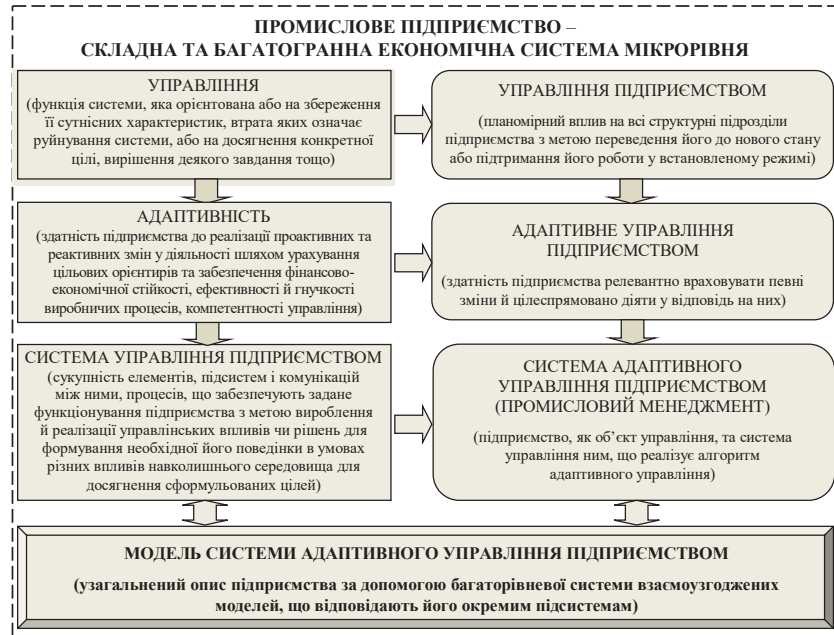 ПРОМИСЛОВЕ ПІДПРИЄМСТВО –
СКЛАДНА ТА БАГАТОГРАННА ЕКОНОМІЧНА СИСТЕМА МІКРОРІВНЯ
УПРАВЛІННЯ
(функція системи, яка орієнтована або на збереження
її сутнісних характеристик, втрата яких означає
руйнування системи, або на досягнення конкретної
цілі, вирішення деякого завдання тощо)
УПРАВЛІННЯ ПІДПРИЄМСТВОМ
(планомірний вплив на всі структурні підрозділи
підприємства з метою переведення його до нового стану
або підтримання його роботи у встановленому режимі)
АДАПТИВНІСТЬ
(здатність підприємства до реалізації проактивних та
реактивних змін у діяльності шляхом урахування
цільових орієнтирів та забезпечення фінансово-
економічної стійкості, ефективності й гнучкості
виробничих процесів, компетентності управління)
АДАПТИВНЕ УПРАВЛІННЯ
ПІДПРИЄМСТВОМ
(здатність підприємства релевантно враховувати певні
зміни й цілеспрямовано діяти у відповідь на них)
СИСТЕМА УПРАВЛІННЯ ПІДПРИЄМСТВОМ
(сукупність елементів, підсистем і комунікацій
між ними, процесів, що забезпечують задане
функціонування підприємства з метою вироблення
й реалізації управлінських впливів чи рішень для
формування необхідної його поведінки в умовах
різних впливів навколишнього середовища для
досягнення сформульованих цілей)
СИСТЕМА АДАПТИВНОГО
УПРАВЛІННЯ ПІДПРИЄМСТВОМ
(ПРОМИСЛОВИЙ МЕНЕДЖМЕНТ)
(підприємство, як об’єкт управління, та система
управління ним, що реалізує алгоритм
адаптивного управління)
МОДЕЛЬ СИСТЕМИ АДАПТИВНОГО УПРАВЛІННЯ ПІДПРИЄМСТВОМ
(узагальнений опис підприємства за допомогою багаторівневої системи взаємоузгоджених
моделей, що відповідають його окремим підсистемам)